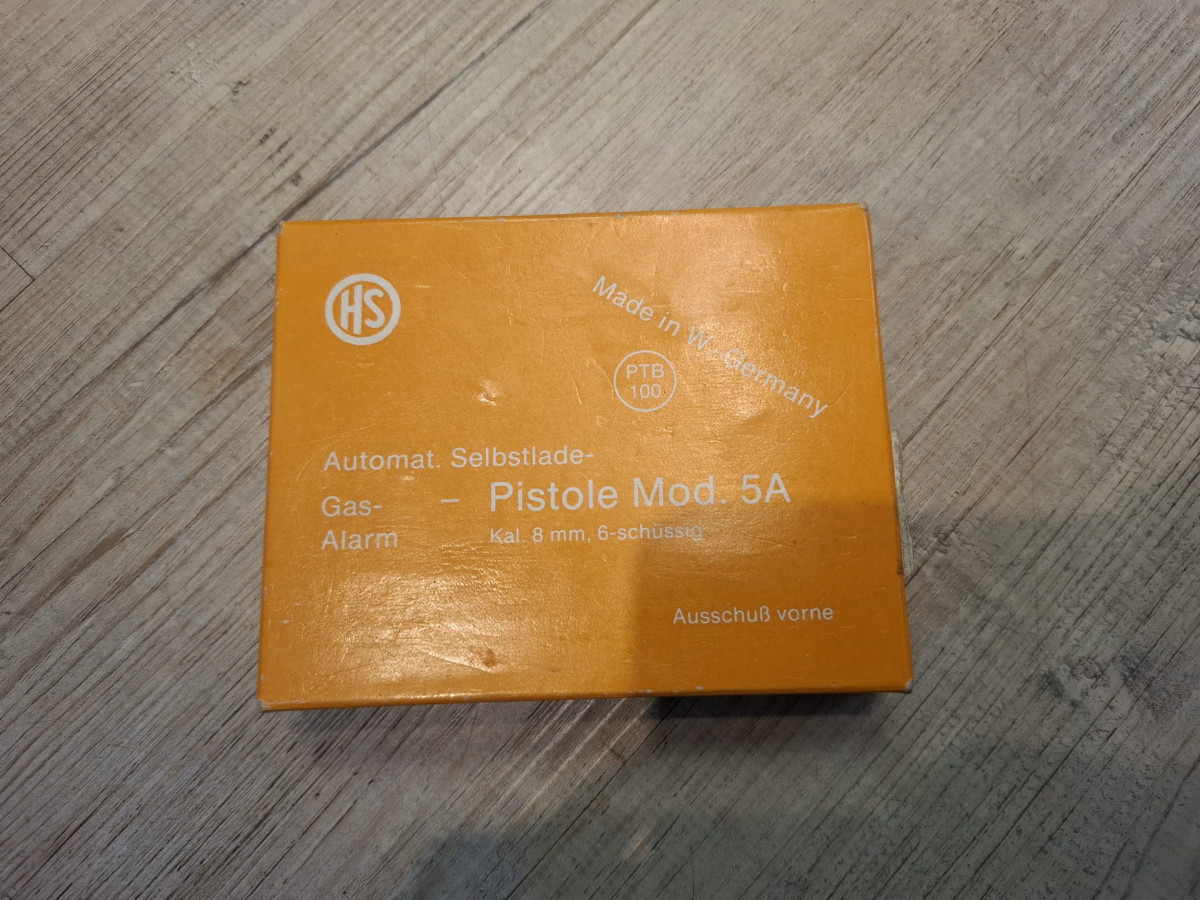 HS
Made in W.-Germany
PTB
100
Automat. Selbstlade-
Gas-
Alarm
– Pistole Mod. 5A
Kal. 8 mm, 6-schüssig
Ausschuß vorne